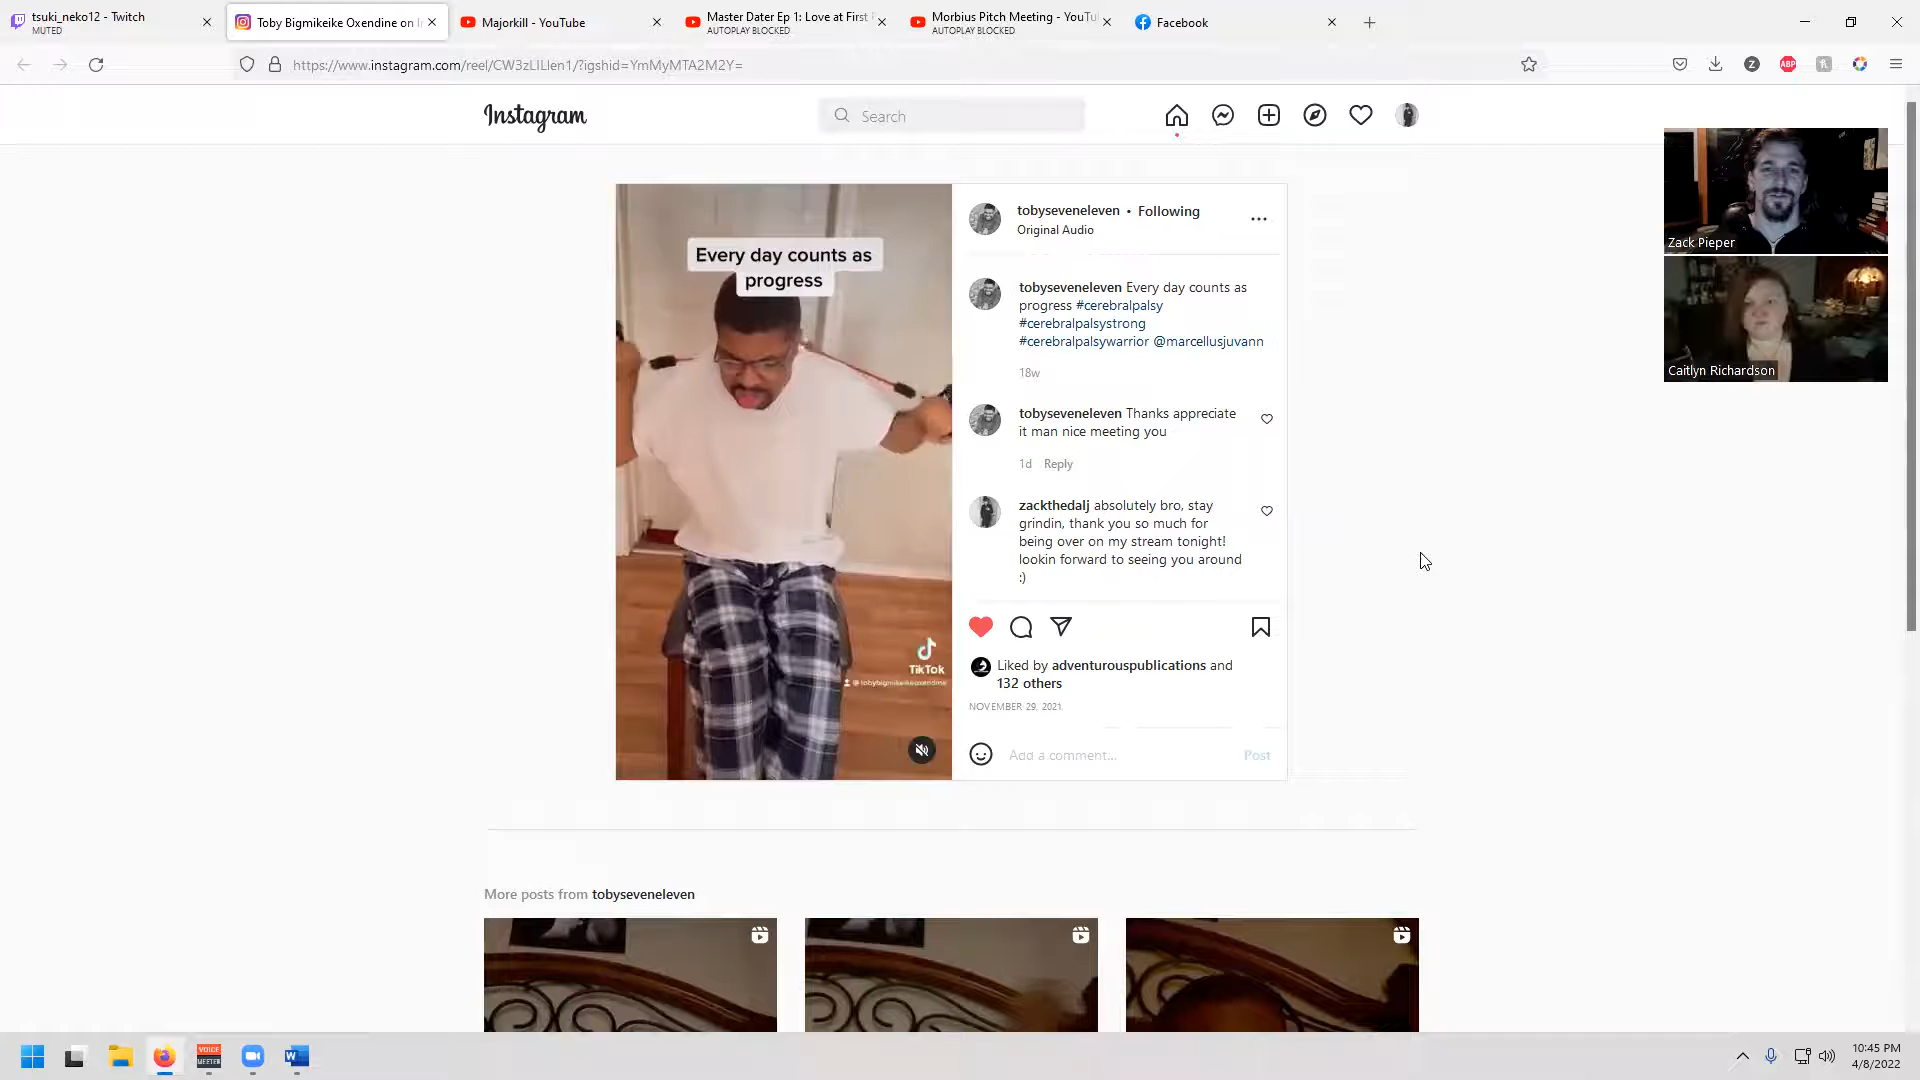 tsuki_neko12 - Twitch
MUTED
Toby Bigmikeike Oxendine on I
Majorkill - YouTube
Master Dater Ep 1: Love at First
AUTOPLAY BLOCKED
Morbius Pitch Meeting - YouTu
AUTOPLAY BLOCKED
Facebook
https://www.instagram.com/reel/CW3zLlLlen1/?igshid=YmMyMTA2M2Y=
Z
ABP
Instagram
Search
Zack Pieper
Caitlyn Richardson
Every day counts as
progress
TikTok
tobyseveneleven • Following
Original Audio
tobyseveneleven Every day counts as
progress #cerebralpalsy
#cerebralpalsystrong
#cerebralpalsywarrior @marcellusjuvann
18w
tobyseveneleven Thanks appreciate
it man nice meeting you
1d Reply
zackthedalj absolutely bro, stay
grindin, thank you so much for
being over on my stream tonight!
lookin forward to seeing you around
:)
Liked by adventurouspublications and
132 others
NOVEMBER 29, 2021
Add a comment...
Post
More posts from tobyseveneleven
VOICE
MEETER
W
10:45 PM
4/8/2022